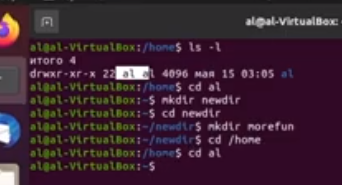 al@al-VirtualBox:
al@al-VirtualBox:/home$ ls -l
итого 4
drwxr-xr-x 22 al al 4096 мая 15 03:05 al
al@al-VirtualBox:/home$ cd al
al@al-VirtualBox:~$ mkdir newdir
al@al-VirtualBox:~$ cd newdir
al@al-VirtualBox:~/newdir$ mkdir morefun
al@al-VirtualBox:~/newdir$ cd /home
al@al-VirtualBox:/home$ cd al
al@al-VirtualBox:~$